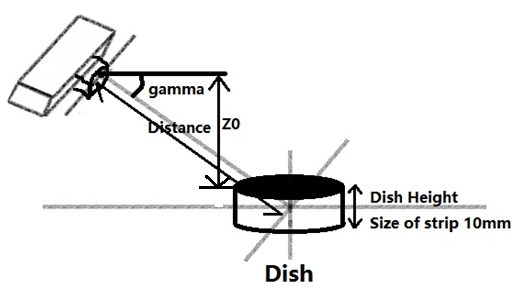 gamma
Distance
Z0
Dish Height
Size of strip 10mm
Dish